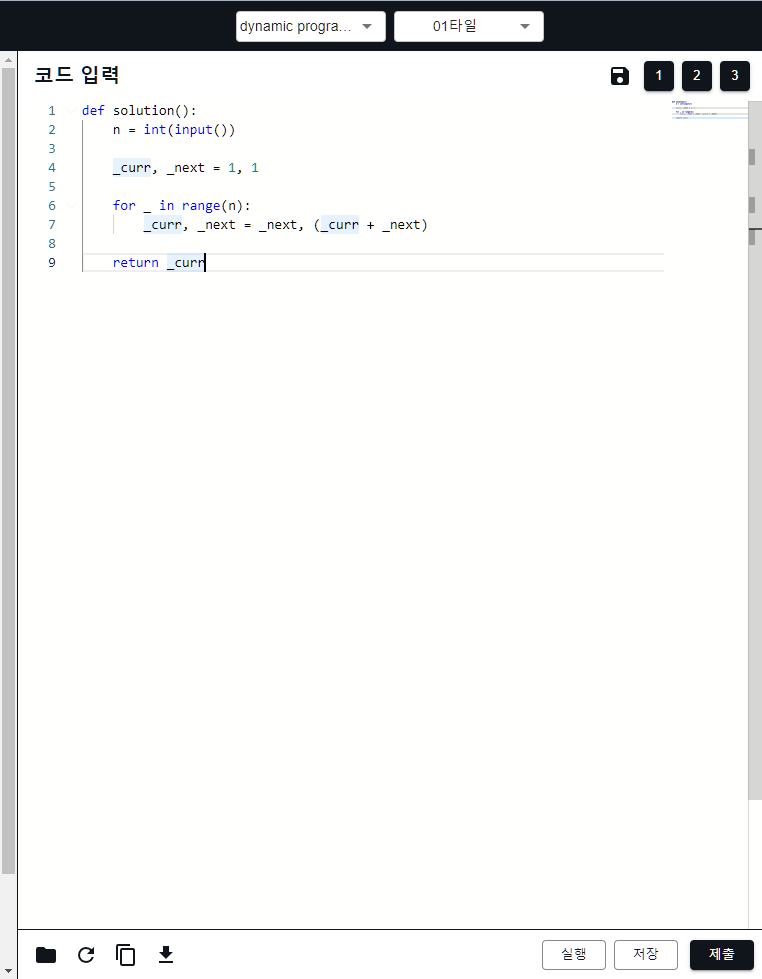 dynamic progra...
01타일
코드 입력
1
2
3
1 def solution():
2     n = int(input())
3
4     _curr, _next = 1, 1
5
6     for _ in range(n):
7         _curr, _next = _next, (_curr + _next)
8
9     return _curr
실행
저장
제출